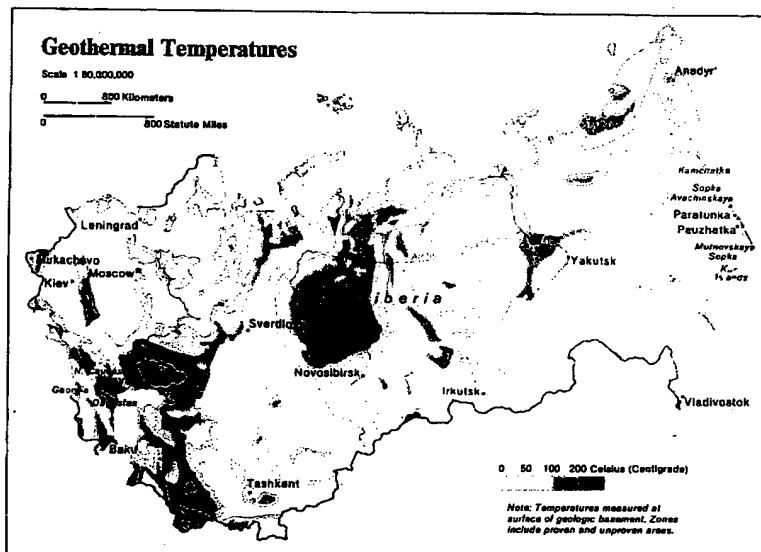 Geothermal Temperatures
Scale 1 80,000,000
0 800 Kilometers
0 800 Statute Miles
Anadyr'
Kamchatka
Sopka
Avachinskaya
Paratunka
Pauzhetka
Mutnovskaya
Sopka
Leningrad
Mukachevo
Moscow
Kiev
Yakutsk
iberia
Sverdlo
Novosibirsk
Irkutsk
Georgia
Vladivostok
Baku
Tashkent
0 50 100 200 Celsius (Centigrade)
Note: Temperatures measured at
surface of geologic basement. Zones
include proven and unproven areas.